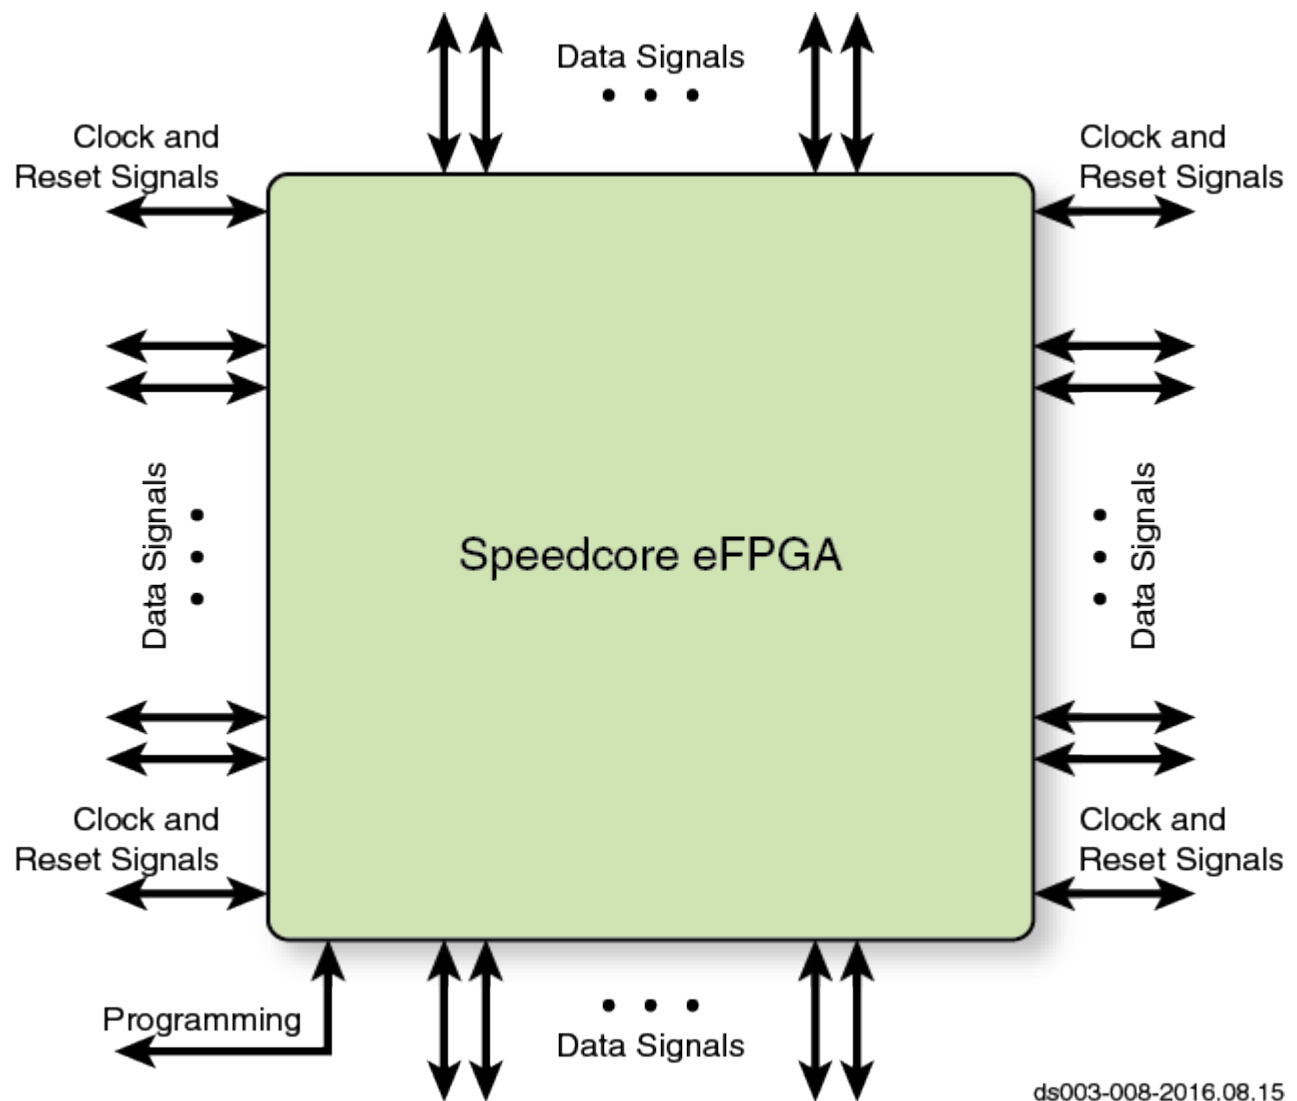 Data Signals
Clock and
Reset Signals
Clock and
Reset Signals
Data Signals
Speedcore eFPGA
Data Signals
Clock and
Reset Signals
Clock and
Reset Signals
Programming
Data Signals
ds003-008-2016.08.15